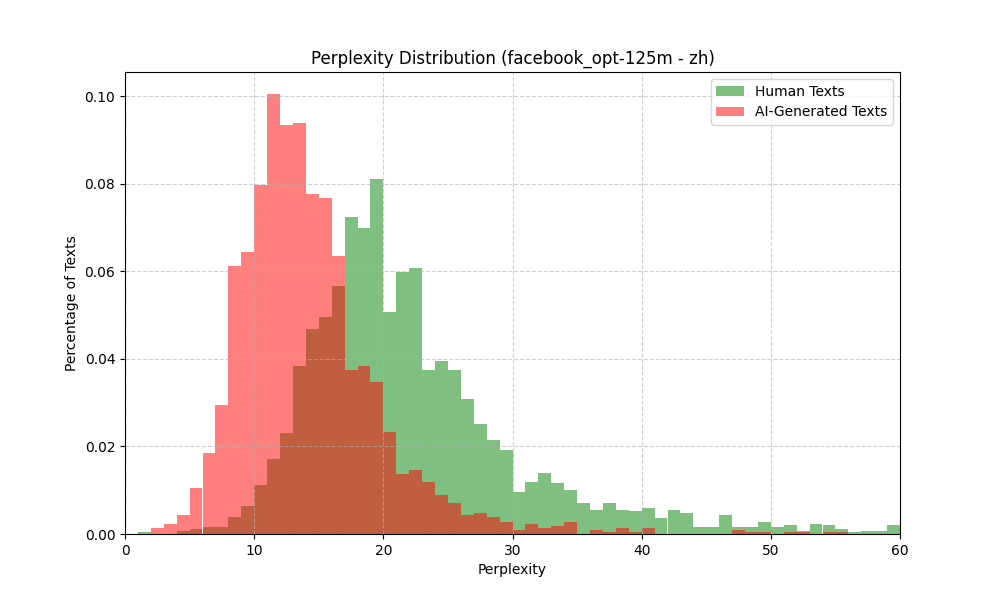 Perplexity Distribution (facebook_opt-125m - zh)
Human Texts
AI-Generated Texts
0.10
0.08
0.06
0.04
0.02
0.00
Percentage of Texts
0 10 20 30 40 50 60
Perplexity